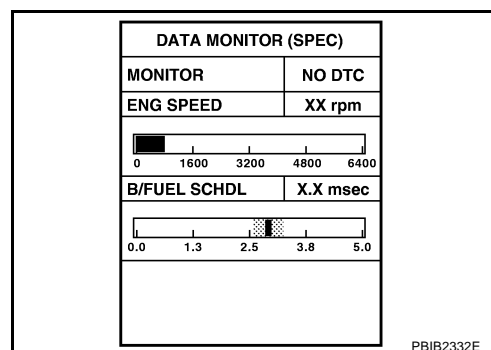 DATA MONITOR (SPEC)
MONITOR NO DTC
ENG SPEED XX rpm
0 1600 3200 4800 6400
B/FUEL SCHDL X.X msec
0.0 1.3 2.5 3.8 5.0
PBIB2332E